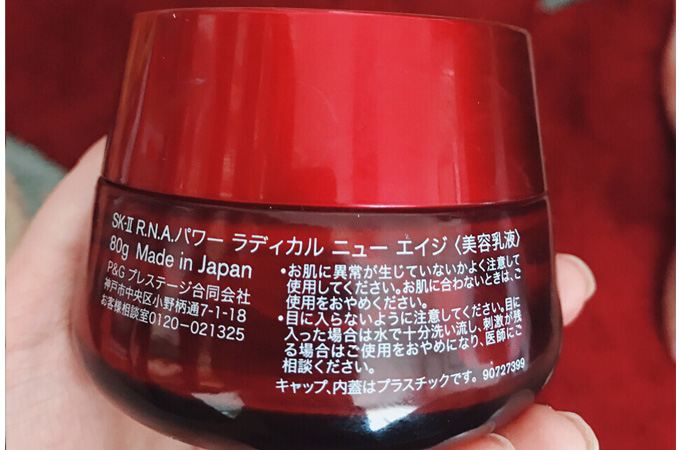 SK-II R.N.A.パワー ラディカル ニュー エイジ〈美容乳液〉
80g Made in Japan
P&G プレステージ合同会社
神戸市中央区小野柄通7-1-18
お客様相談室0120-021325
・お肌に異常が生じていないかよく注意して
使用してください。お肌に合わないときは、ご
使用をおやめください。
・目に入らないように注意してください。目に
入った場合は水で十分洗い流し、刺激が残
る場合はご使用をおやめになり、医師にご
相談ください。
キャップ、内蓋はプラスチックです。90727399